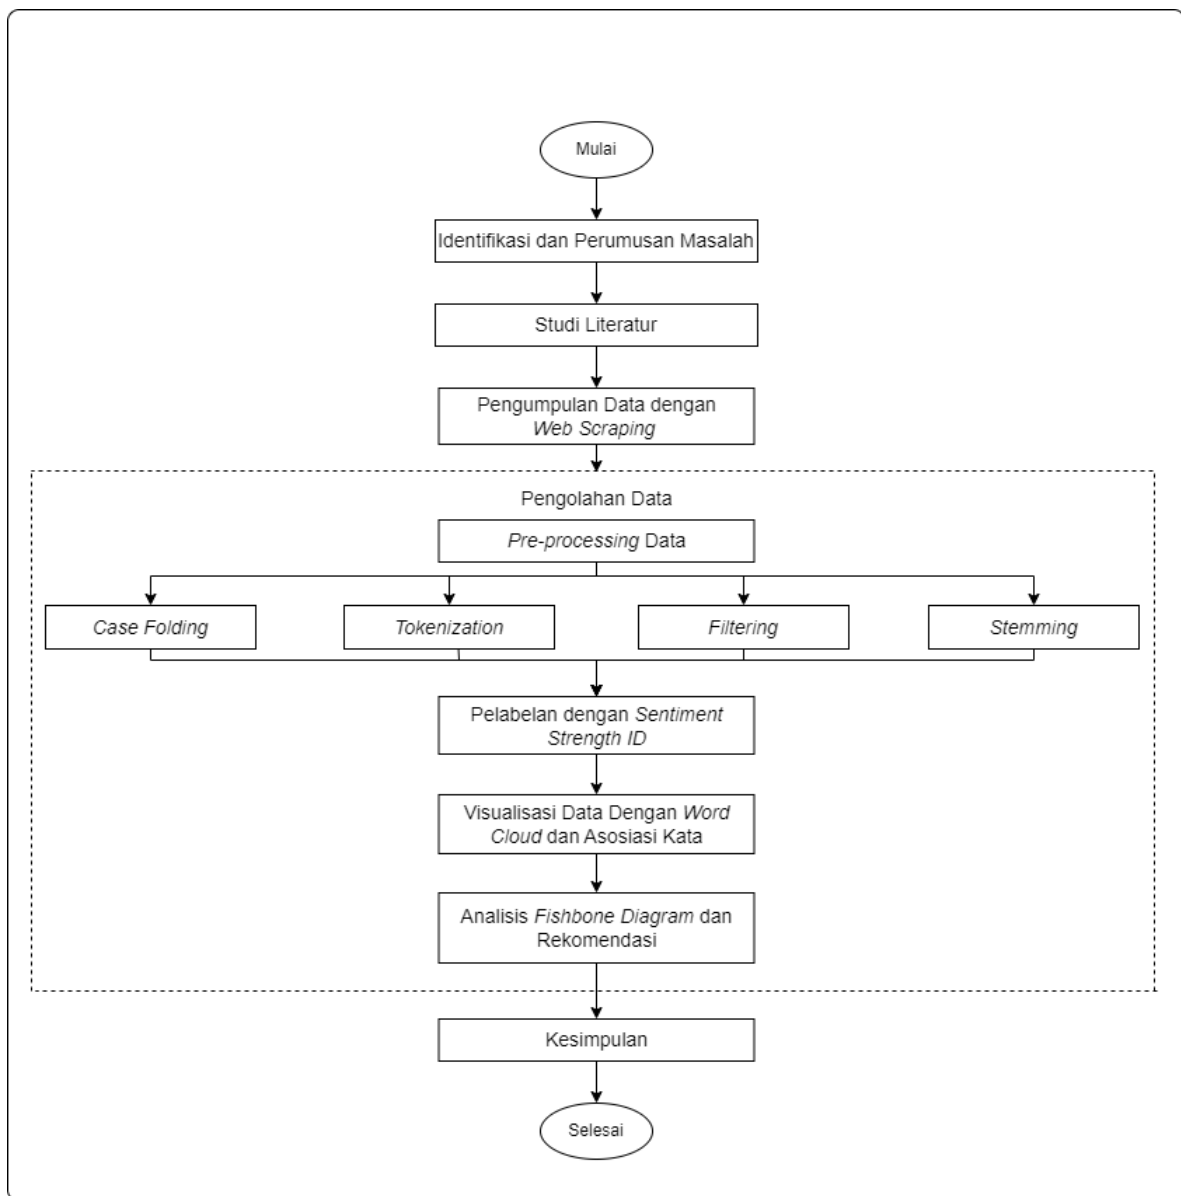 Mulai
Identifikasi dan Perumusan Masalah
Studi Literatur
Pengumpulan Data dengan
Web Scraping
Pengolahan Data
Pre-processing Data
Case Folding
Tokenization
Filtering
Stemming
Pelabelan dengan Sentiment
Strength ID
Visualisasi Data Dengan Word
Cloud dan Asosiasi Kata
Analisis Fishbone Diagram dan
Rekomendasi
Kesimpulan
Selesai